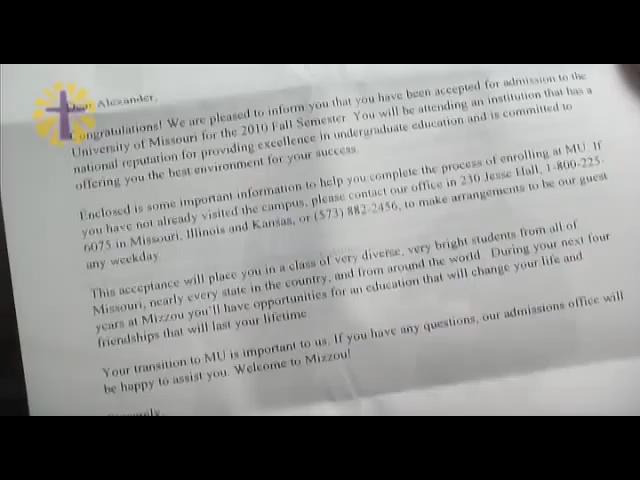 Dear Alexander,
Congratulations! We are pleased to inform you that you have been accepted for admission to the
University of Missouri for the 2010 Fall Semester. You will be attending an institution that has a
national reputation for providing excellence in undergraduate education and is committed to
offering you the best environment for your success.
Enclosed is some important information to help you complete the process of enrolling at MU. If
you have not already visited the campus, please contact our office in 230 Jesse Hall, 1-800-225-
6075 in Missouri, Illinois and Kansas, or (573) 882-2456, to make arrangements to be our guest
any weekday.
This acceptance will place you in a class of very diverse, very bright students from all of
Missouri, nearly every state in the country, and from around the world. During your next four
years at Mizzou you'll have opportunities for an education that will change your life and
friendships that will last your lifetime.
Your transition to MU is important to us. If you have any questions, our admissions office will
be happy to assist you. Welcome to Mizzou!
Sincerely,